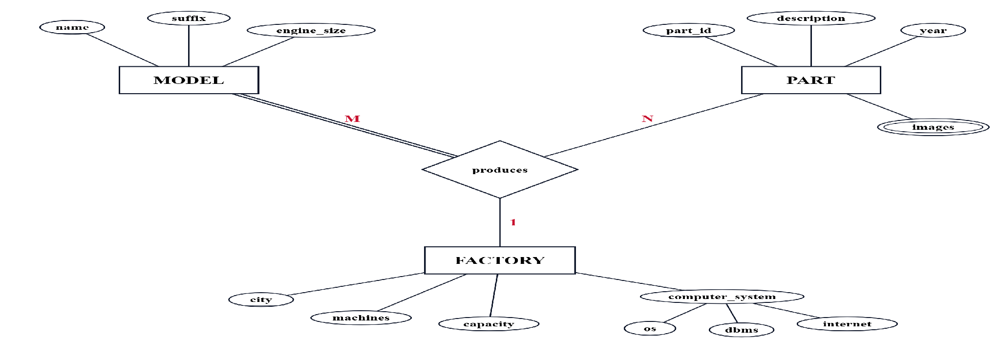 name
suffix
engine_size
part_id
description
year
MODEL
PART
M
N
images
produces
1
FACTORY
city
machines
capacity
computer_system
os
dbms
internet